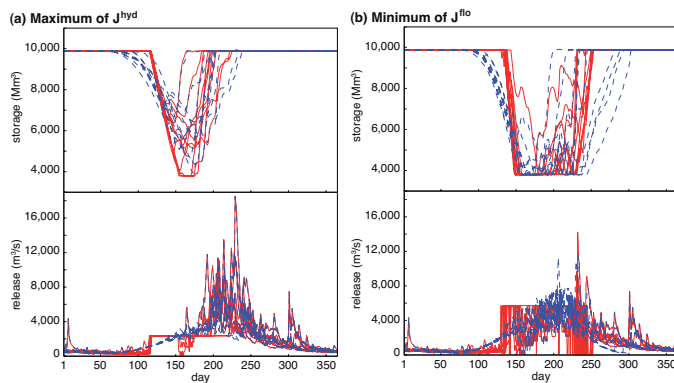 (a) Maximum of J^hyd
(b) Minimum of J^flo
10,000
8,000
6,000
4,000
storage (Mm³)
10,000
8,000
6,000
4,000
storage (Mm³)
16,000
12,000
8,000
4,000
0
release (m³/s)
1 50 100 150 200 250 300 350
day
16,000
12,000
8,000
4,000
0
release (m³/s)
1 50 100 150 200 250 300 350
day